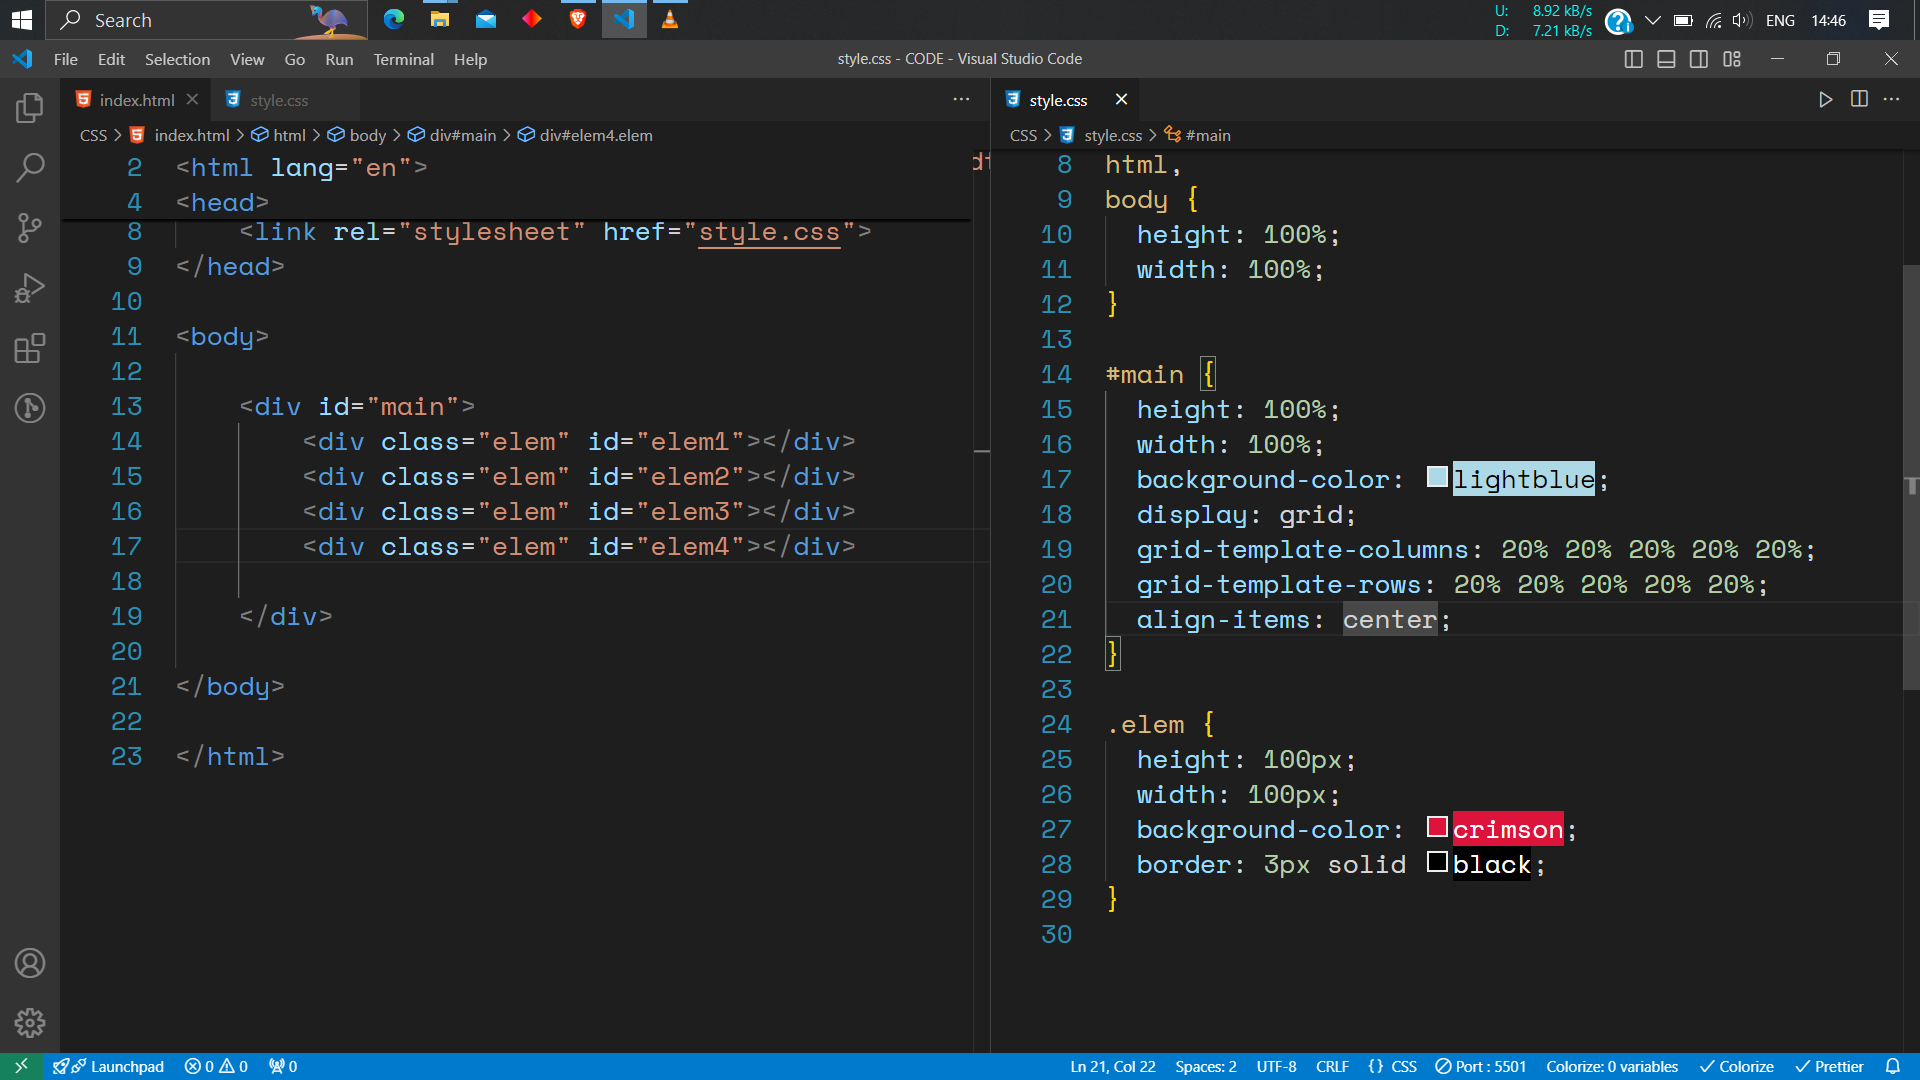 Search
U: 8.92 kB/s
D: 7.21 kB/s
ENG 14:46
File Edit Selection View Go Run Terminal Help
style.css - CODE - Visual Studio Code
index.html style.css
CSS > index.html > html > body > div#main > div#elem4.elem
2 <html lang="en">
4 <head>
8 <link rel="stylesheet" href="style.css">
9 </head>
10
11 <body>
12
13 <div id="main">
14 <div class="elem" id="elem1"></div>
15 <div class="elem" id="elem2"></div>
16 <div class="elem" id="elem3"></div>
17 <div class="elem" id="elem4"></div>
18
19 </div>
20
21 </body>
22
23 </html>
style.css
CSS > style.css > #main
8 html,
9 body {
10 height: 100%;
11 width: 100%;
12 }
13
14 #main {
15 height: 100%;
16 width: 100%;
17 background-color: lightblue;
18 display: grid;
19 grid-template-columns: 20% 20% 20% 20% 20%;
20 grid-template-rows: 20% 20% 20% 20% 20%;
21 align-items: center;
22 }
23
24 .elem {
25 height: 100px;
26 width: 100px;
27 background-color: crimson;
28 border: 3px solid black;
29 }
30
Launchpad 0 0 0 Ln 21, Col 22 Spaces: 2 UTF-8 CRLF {} CSS Port : 5501 Colorize: 0 variables Colorize Prettier